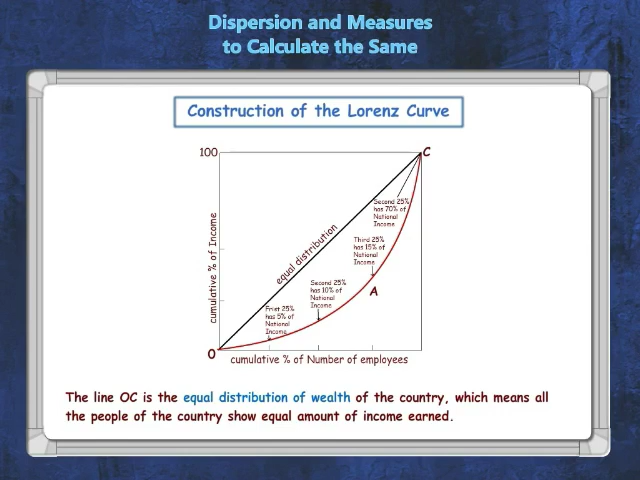 Dispersion and Measures
to Calculate the Same
Construction of the Lorenz Curve
100
C
Second 25%
has 70% of
National
Income
cumulative % of Income
equal distribution
Third 25%
has 15% of
National
Income
A
Second 25%
has 10% of
National
Income
Frist 25%
has 5% of
National
Income
O
cumulative % of Number of employees
The line OC is the equal distribution of wealth of the country, which means all
the people of the country show equal amount of income earned.